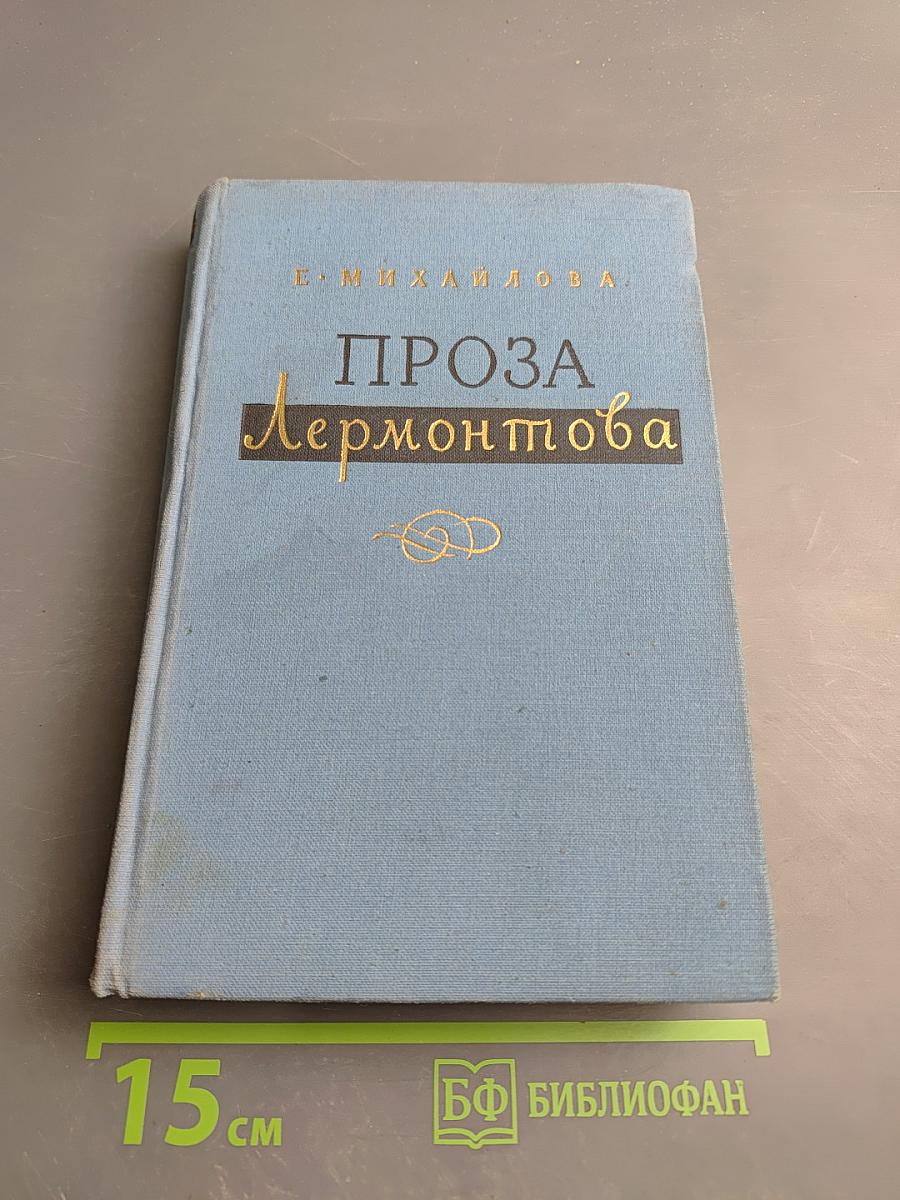 Е. МИХАЙЛОВА
ПРОЗА
Лермонтова
15 см
БФ БИБЛИОФАН